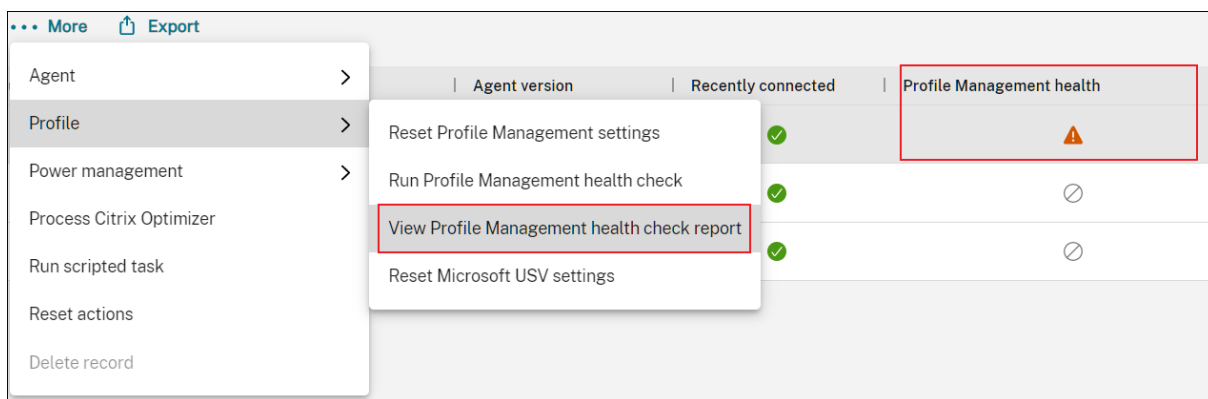 ••• More Export
Agent
Profile
Power management
Process Citrix Optimizer
Run scripted task
Reset actions
Delete record
Agent version Recently connected Profile Management health
Reset Profile Management settings
Run Profile Management health check
View Profile Management health check report
Reset Microsoft USV settings